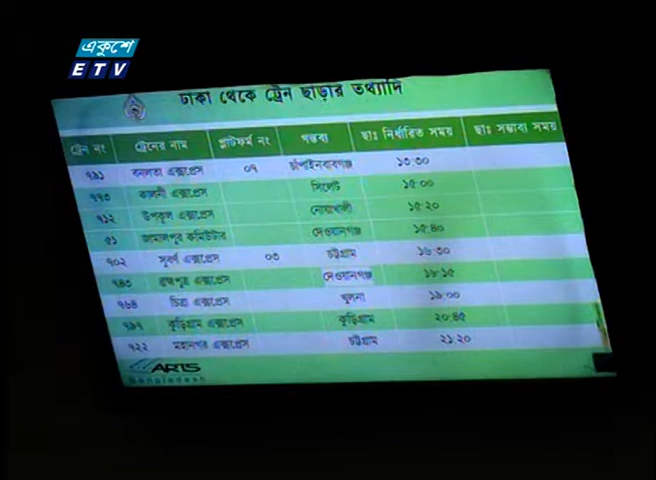 একুশে
ETV
ঢাকা থেকে ট্রেন ছাড়ার তথ্যাদি
ট্রেন নং ট্রেনের নাম প্লাটফর্ম নং গন্তব্য ছাঃ নির্ধারিত সময় ছাঃ সম্ভাব্য সময়
৭৯১ বনলতা এক্সপ্রেস ০৭ চাঁপাইনবাবগঞ্জ ১৩:৩০
৭৭৩ কালনী এক্সপ্রেস সিলেট ১৫:০০
৭১২ উপকূল এক্সপ্রেস নোয়াখালী ১৫:২০
৫১ জামালপুর কমিউটার দেওয়ানগঞ্জ ১৫:৪০
৭০২ সুবর্ণ এক্সপ্রেস ০৩ চট্টগ্রাম ১৬:৩০
৭৪৩ ব্রহ্মপুত্র এক্সপ্রেস দেওয়ানগঞ্জ ১৮:১৫
৭৬৪ চিত্রা এক্সপ্রেস খুলনা ১৯:০০
৭৯৭ কুড়িগ্রাম এক্সপ্রেস কুড়িগ্রাম ২০:৪৫
৭২২ মহানগর এক্সপ্রেস চট্টগ্রাম ২১:২০
ARTS
Bangladesh